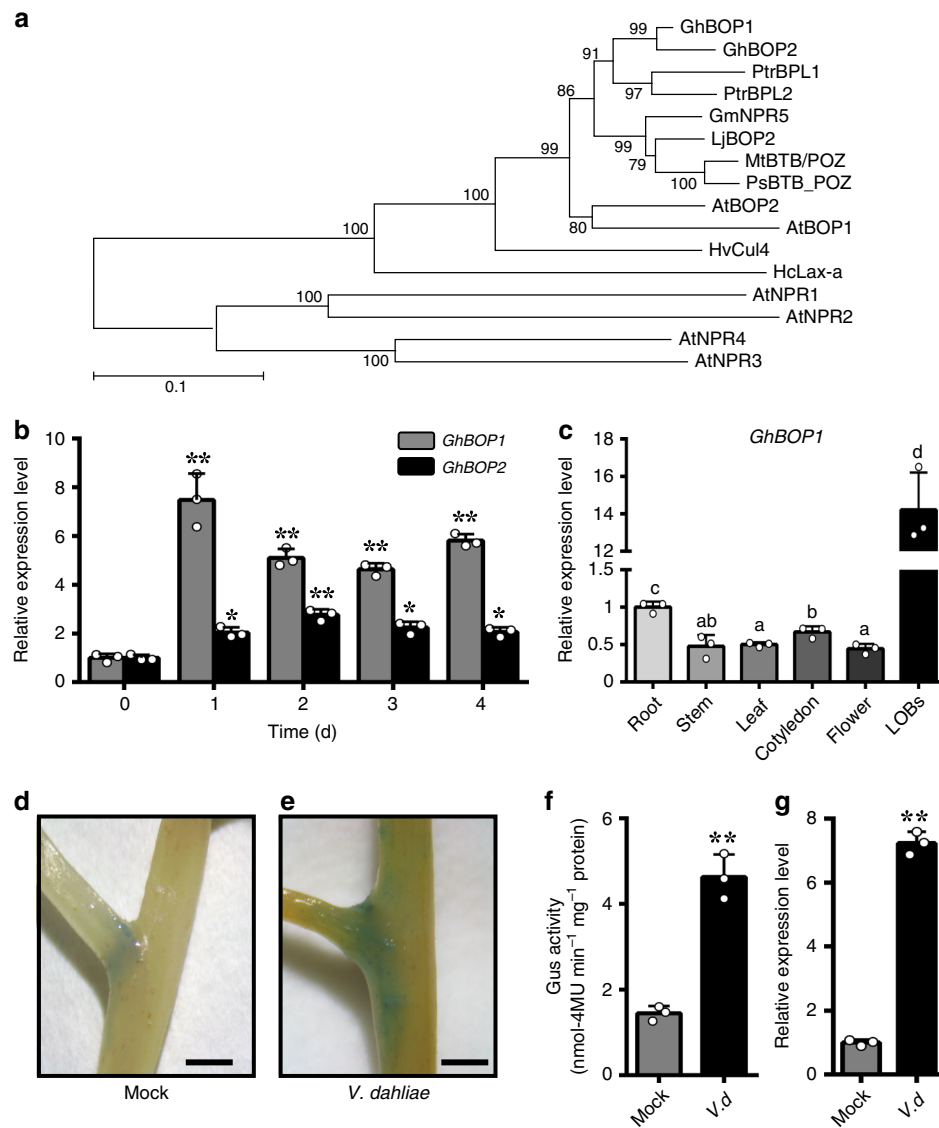 a
99
GhBOP1
GhBOP2
91
PtrBPL1
97
PtrBPL2
86
GmNPR5
99
LjBOP2
79
MtBTB/POZ
100
PsBTB_POZ
99
AtBOP2
80
AtBOP1
100
HvCul4
100
HcLax-a
100
AtNPR1
AtNPR2
AtNPR4
100
AtNPR3
0.1
b
Relative expression level
10
8
6
4
2
0
GhBOP1
GhBOP2
** ** ** **
* ** * *
0 1 2 3 4
Time (d)
c
GhBOP1
Relative expression level
18
16
14
12
1.5
1
0.5
0
c ab a b a d
Root Stem Leaf Cotyledon Flower LOBs
d
Mock
e
V. dahliae
f
Gus activity
(nmol-4MU min⁻¹ mg⁻¹ protein)
6
4
2
0
**
Mock V.d
g
Relative expression level
8
6
4
2
0
**
Mock V.d